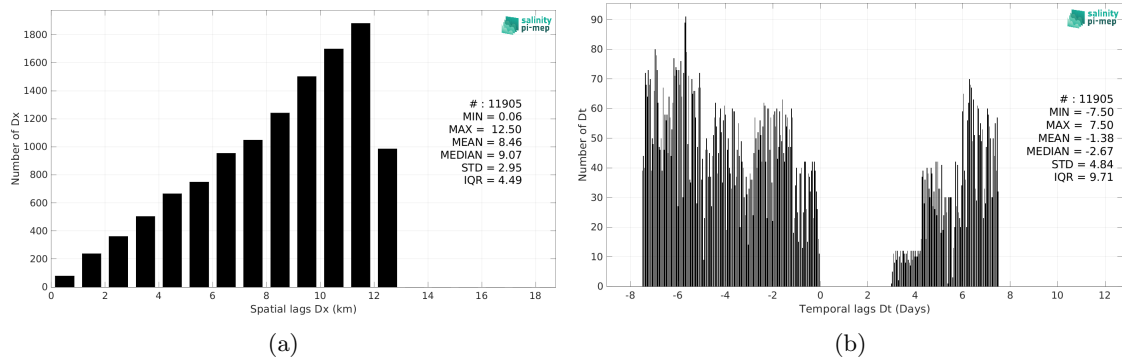 salinity
pi-mep
Number of Dx
1800
1600
1400
1200
1000
800
600
400
200
0
# : 11905
MIN = 0.06
MAX = 12.50
MEAN = 8.46
MEDIAN = 9.07
STD = 2.95
IQR = 4.49
0 2 4 6 8 10 12 14 16 18
Spatial lags Dx (km)
(a)
salinity
pi-mep
Number of Dt
90
80
70
60
50
40
30
20
10
0
# : 11905
MIN = -7.50
MAX = 7.50
MEAN = -1.38
MEDIAN = -2.67
STD = 4.84
IQR = 9.71
-8 -6 -4 -2 0 2 4 6 8 10 12
Temporal lags Dt (Days)
(b)